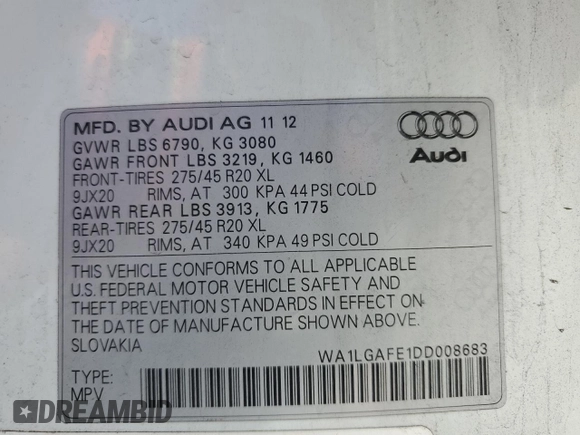 MFD. BY AUDI AG 11 12
GVWR LBS 6790, KG 3080
GAWR FRONT LBS 3219, KG 1460
FRONT-TIRES 275/45 R20 XL
9JX20 RIMS, AT 300 KPA 44 PSI COLD
GAWR REAR LBS 3913, KG 1775
REAR-TIRES 275/45 R20 XL
9JX20 RIMS, AT 340 KPA 49 PSI COLD
Audi
THIS VEHICLE CONFORMS TO ALL APPLICABLE
U.S. FEDERAL MOTOR VEHICLE SAFETY AND
THEFT PREVENTION STANDARDS IN EFFECT ON
THE DATE OF MANUFACTURE SHOWN ABOVE.
SLOVAKIA
WA1LGAFE1DD008683
TYPE:
MPV
DREAMBID